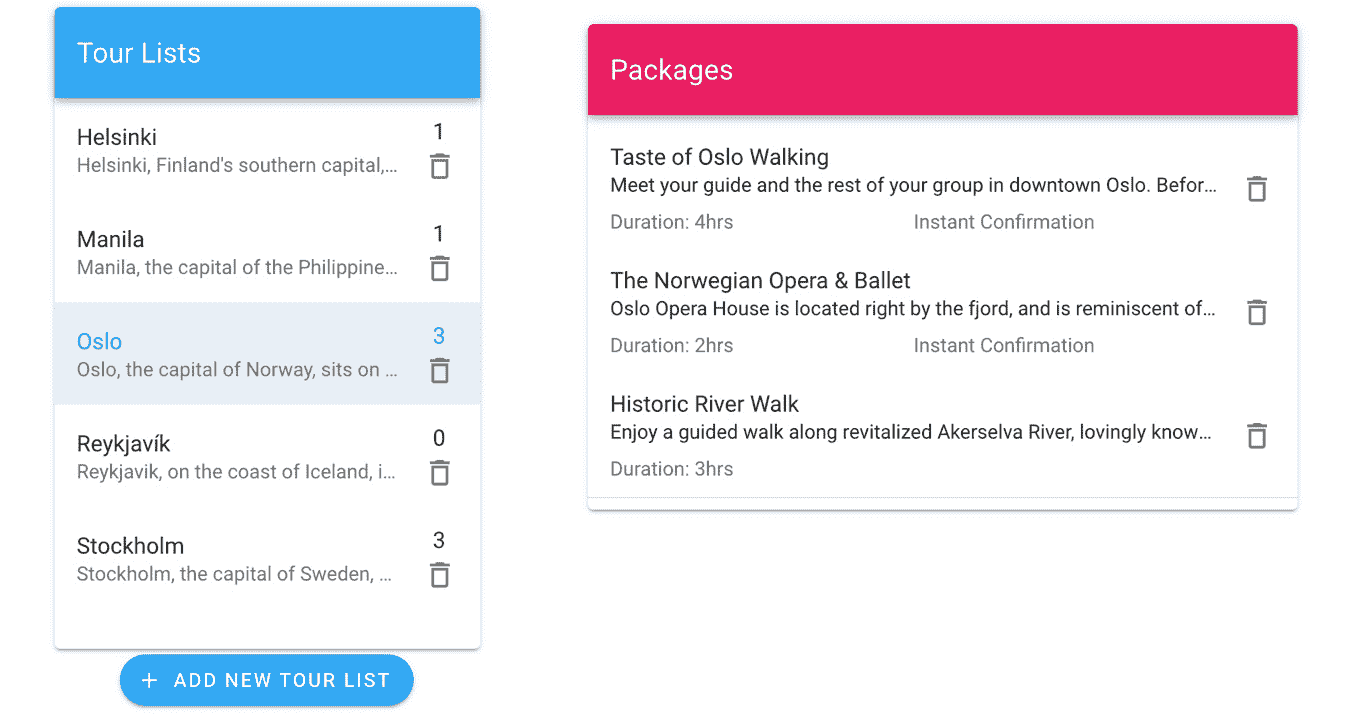 Tour Lists
Helsinki
1
Helsinki, Finland's southern capital,...
Manila
1
Manila, the capital of the Philippine...
Oslo
3
Oslo, the capital of Norway, sits on ...
Reykjavík
0
Reykjavik, on the coast of Iceland, i...
Stockholm
3
Stockholm, the capital of Sweden, ...
+ ADD NEW TOUR LIST
Packages
Taste of Oslo Walking
Meet your guide and the rest of your group in downtown Oslo. Befor...
Duration: 4hrs
Instant Confirmation
The Norwegian Opera & Ballet
Oslo Opera House is located right by the fjord, and is reminiscent of...
Duration: 2hrs
Instant Confirmation
Historic River Walk
Enjoy a guided walk along revitalized Akerselva River, lovingly know...
Duration: 3hrs